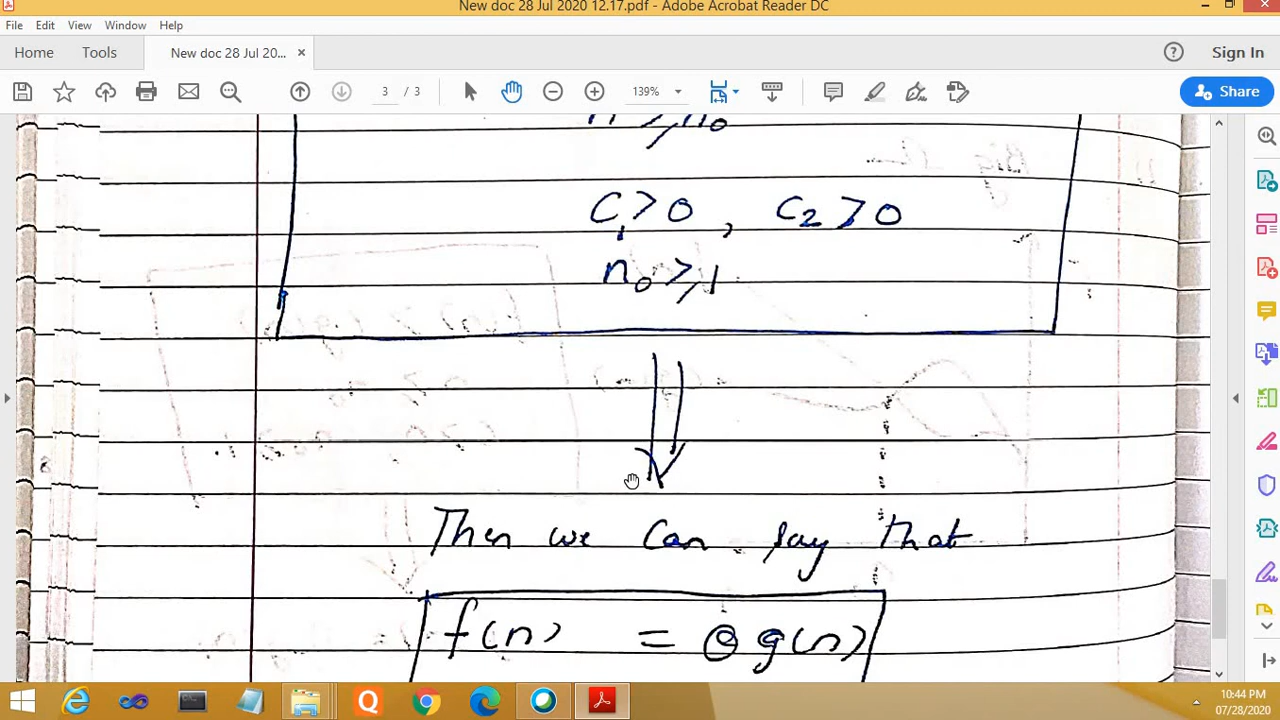 New doc 28 Jul 2020 12.17.pdf - Adobe Acrobat Reader DC
File Edit View Window Help
Home Tools New doc 28 Jul 20... × Sign In
3 / 3 139% Share
n ≥ n₀
C₁ > 0 , C₂ > 0
n₀ ≥ 1
Then we can say that
f(n) = Θ g(n)
10:44 PM
07/28/2020